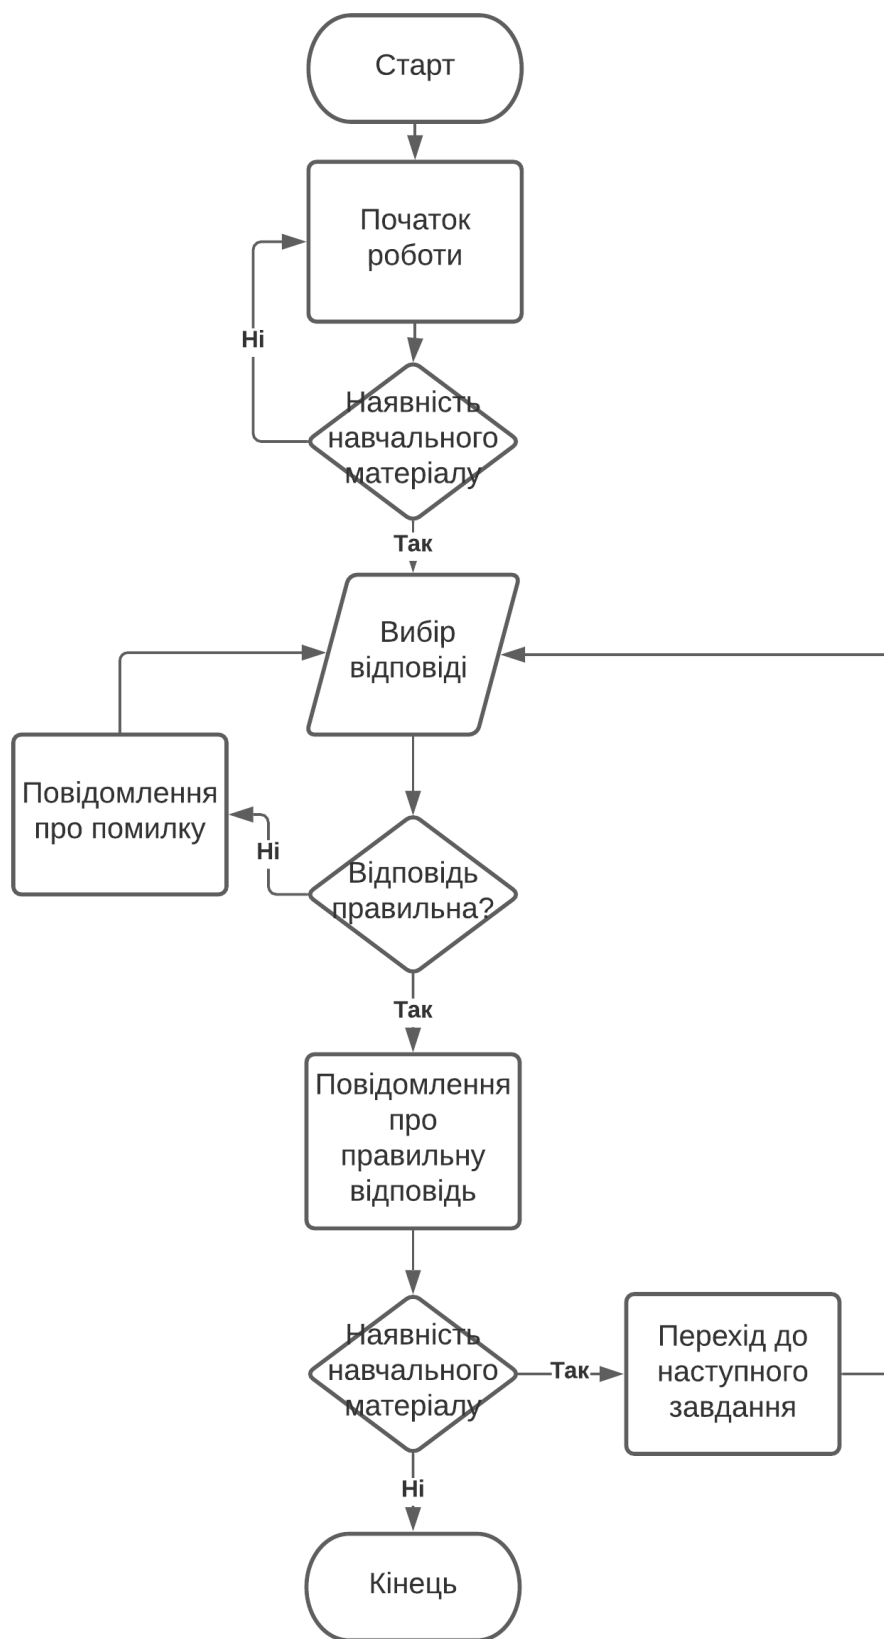 Старт
Початок
роботи
Ні
Наявність
навчального
матеріалу
Так
Вибір
відповіді
Повідомлення
про помилку
Ні
Відповідь
правильна?
Так
Повідомлення
про
правильну
відповідь
Наявність
навчального
матеріалу
Так
Перехід до
наступного
завдання
Ні
Кінець